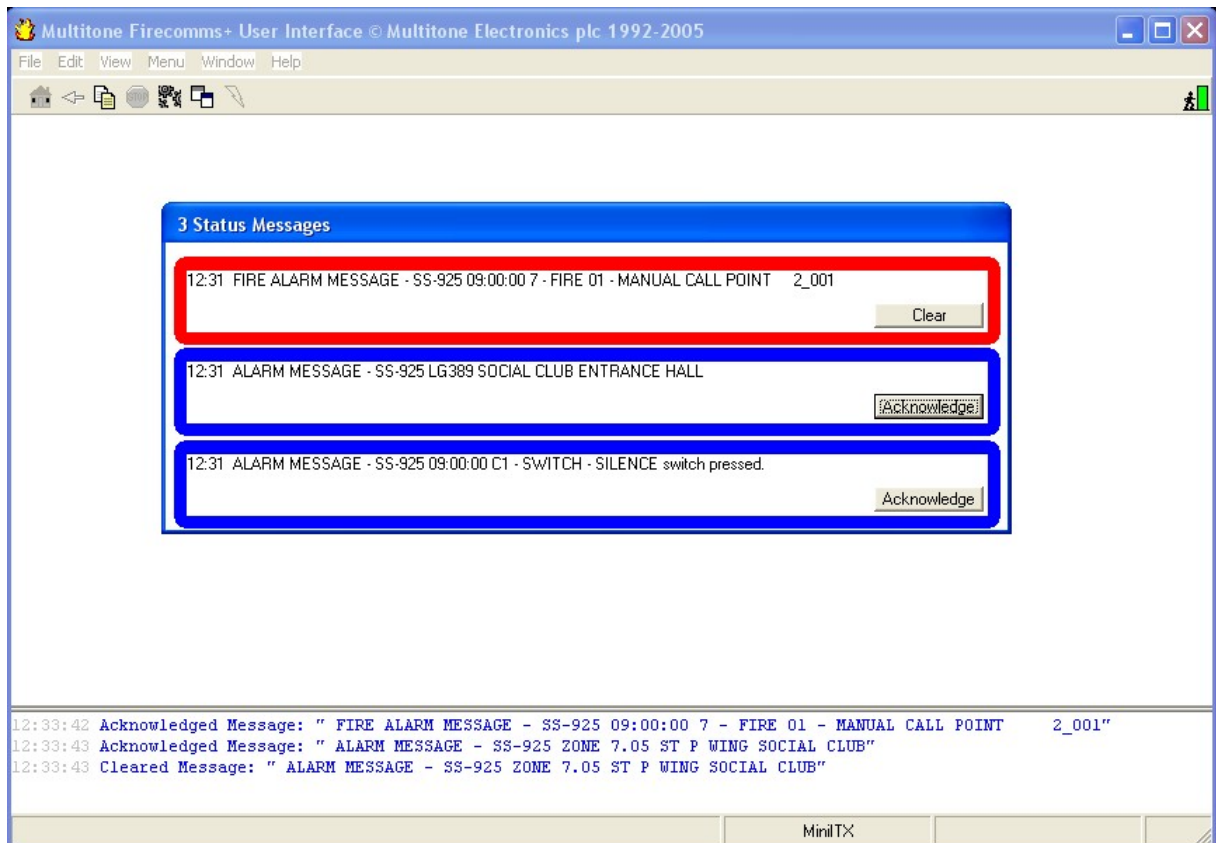 Multitone Firecomms+ User Interface © Multitone Electronics plc 1992-2005
File Edit View Menu Window Help
STOP
3 Status Messages
12:31 FIRE ALARM MESSAGE - SS-925 09:00:00 7 - FIRE 01 - MANUAL CALL POINT 2_001
Clear
12:31 ALARM MESSAGE - SS-925 LG389 SOCIAL CLUB ENTRANCE HALL
Acknowledge
12:31 ALARM MESSAGE - SS-925 09:00:00 C1 - SWITCH - SILENCE switch pressed.
Acknowledge
12:33:42 Acknowledged Message: " FIRE ALARM MESSAGE - SS-925 09:00:00 7 - FIRE 01 - MANUAL CALL POINT 2_001"
12:33:43 Acknowledged Message: " ALARM MESSAGE - SS-925 ZONE 7.05 ST P WING SOCIAL CLUB"
12:33:43 Cleared Message: " ALARM MESSAGE - SS-925 ZONE 7.05 ST P WING SOCIAL CLUB"
MiniITX